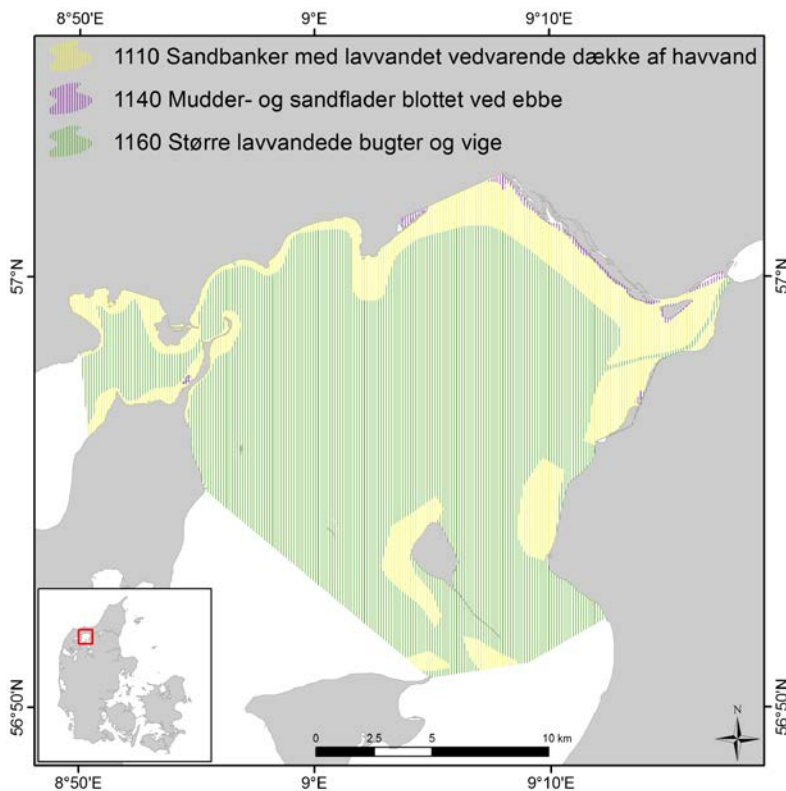 8°50'E 9°E 9°10'E
1110 Sandbanker med lavvandet vedvarende dække af havvand
1140 Mudder- og sandflader blottet ved ebbe
1160 Større lavvandede bugter og vige
57°N 57°N
56°50'N 56°50'N
N
0 2.5 5 10 km
8°50'E 9°E 9°10'E